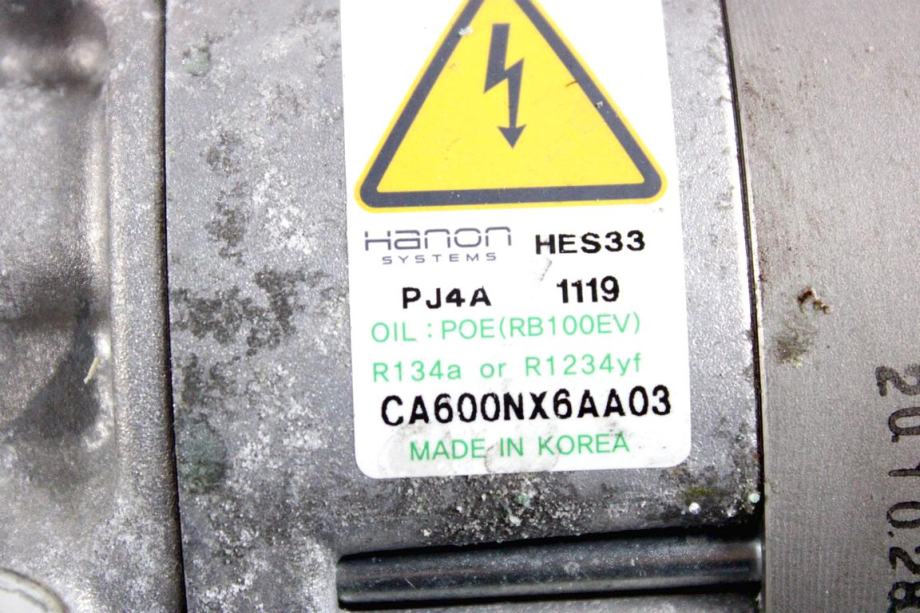 Hanon HES33
SYSTEMS
PJ4A 1119
OIL : POE(RB100EV)
R134a or R1234yf
CA600NX6AA03
MADE IN KOREA